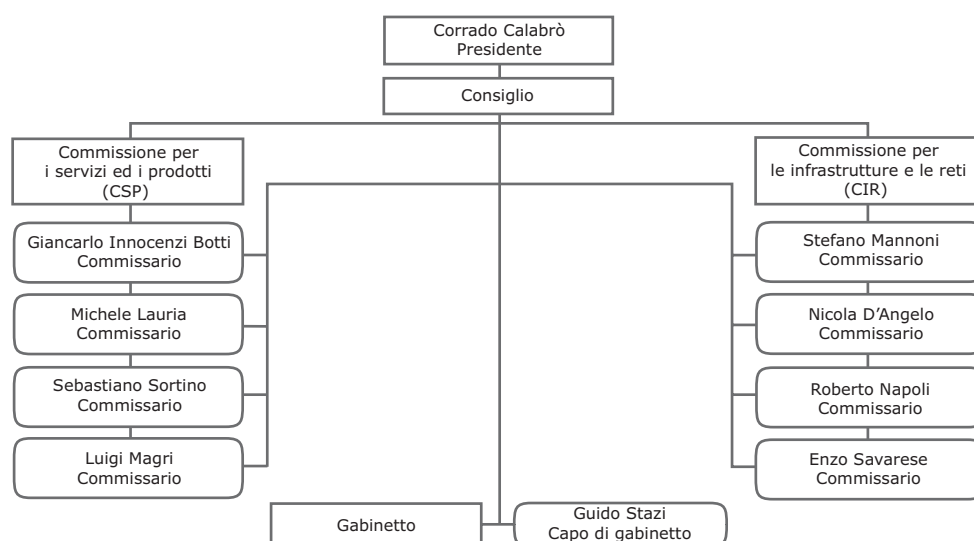 Corrado Calabrò
Presidente
Consiglio
Commissione per
i servizi ed i prodotti
(CSP)
Giancarlo Innocenzi Botti
Commissario
Michele Lauria
Commissario
Sebastiano Sortino
Commissario
Luigi Magri
Commissario
Commissione per
le infrastrutture e le reti
(CIR)
Stefano Mannoni
Commissario
Nicola D’Angelo
Commissario
Roberto Napoli
Commissario
Enzo Savarese
Commissario
Gabinetto
Guido Stazi
Capo di gabinetto